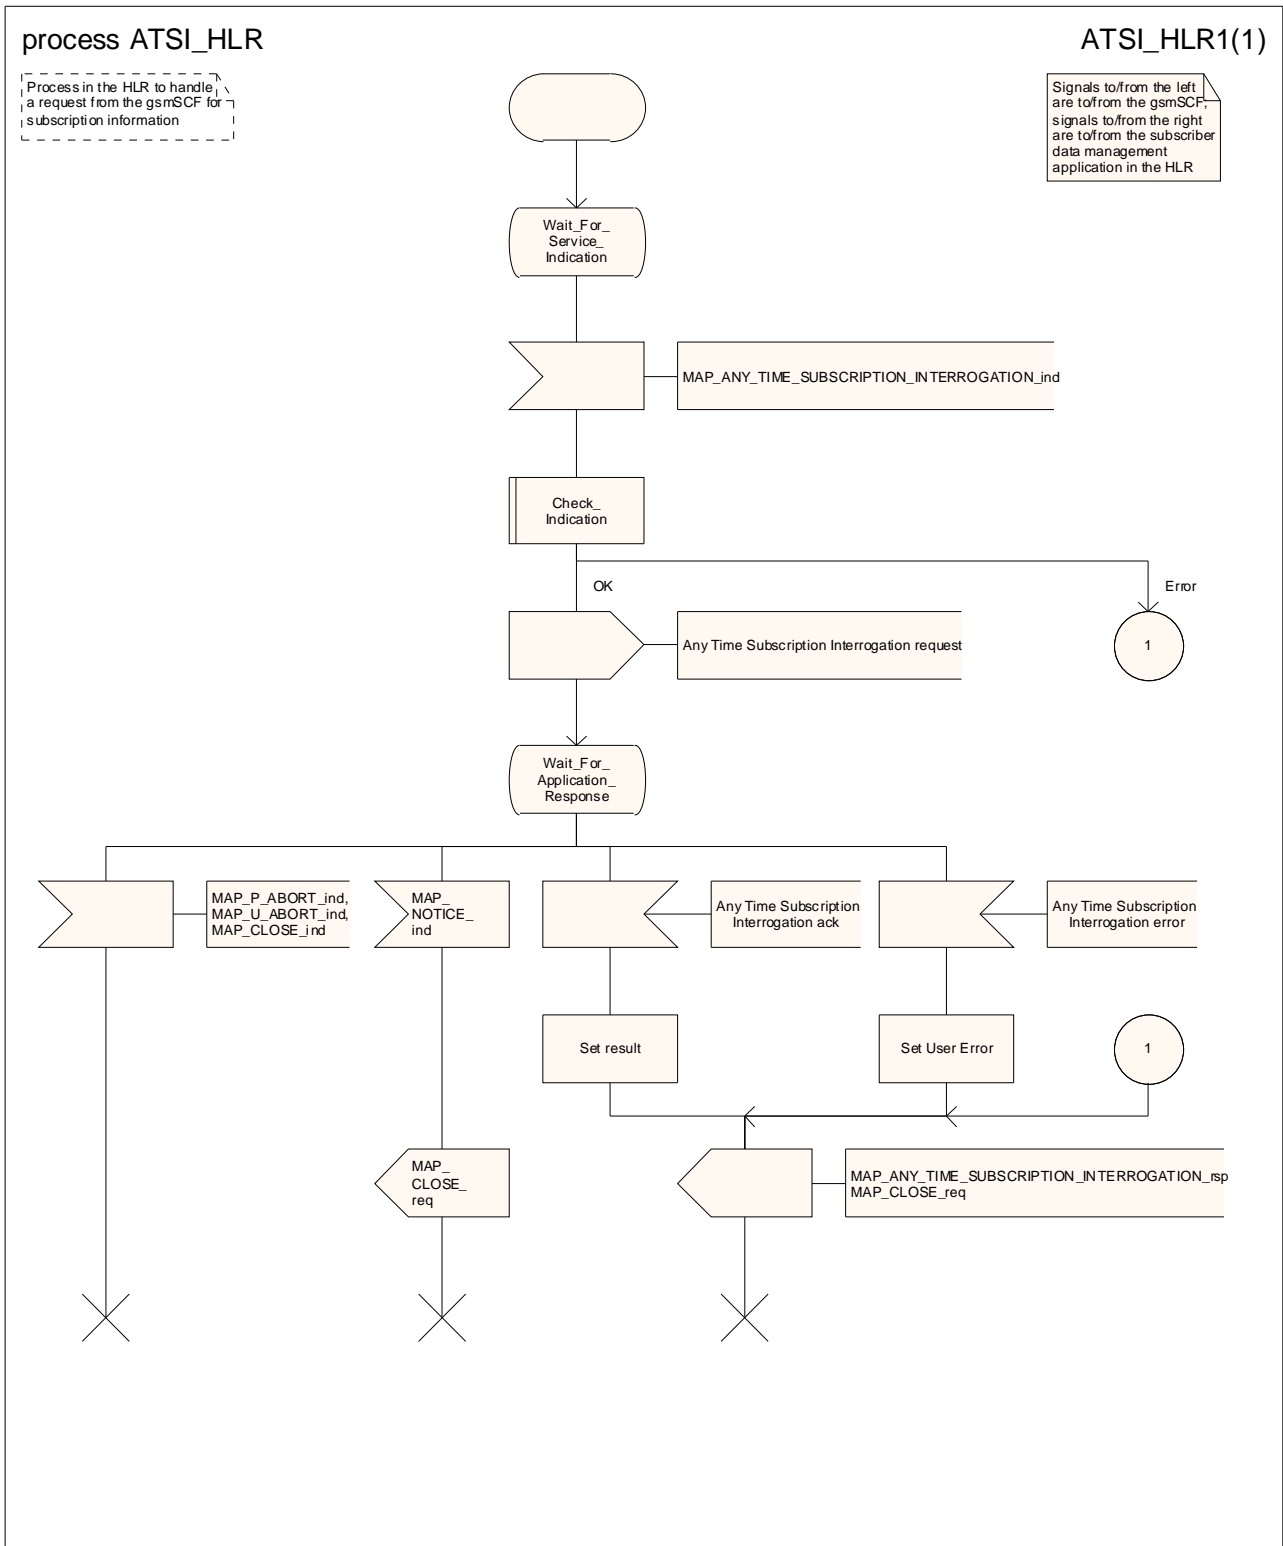 process ATSI_HLR
ATSI_HLR1(1)
Process in the HLR to handle
a request from the gsmSCF for
subscription information
Signals to/from the left
are to/from the gsmSCF;
signals to/from the right
are to/from the subscriber
data management
application in the HLR
Wait_For_
Service_
Indication
MAP_ANY_TIME_SUBSCRIPTION_INTERROGATION_ind
Check_
Indication
OK
Error
Any Time Subscription Interrogation request
1
Wait_For_
Application_
Response
MAP_P_ABORT_ind,
MAP_U_ABORT_ind,
MAP_CLOSE_ind
MAP_
NOTICE_
ind
Any Time Subscription
Interrogation ack
Any Time Subscription
Interrogation error
Set result
Set User Error
1
MAP_
CLOSE_
req
MAP_ANY_TIME_SUBSCRIPTION_INTERROGATION_rsp
MAP_CLOSE_req